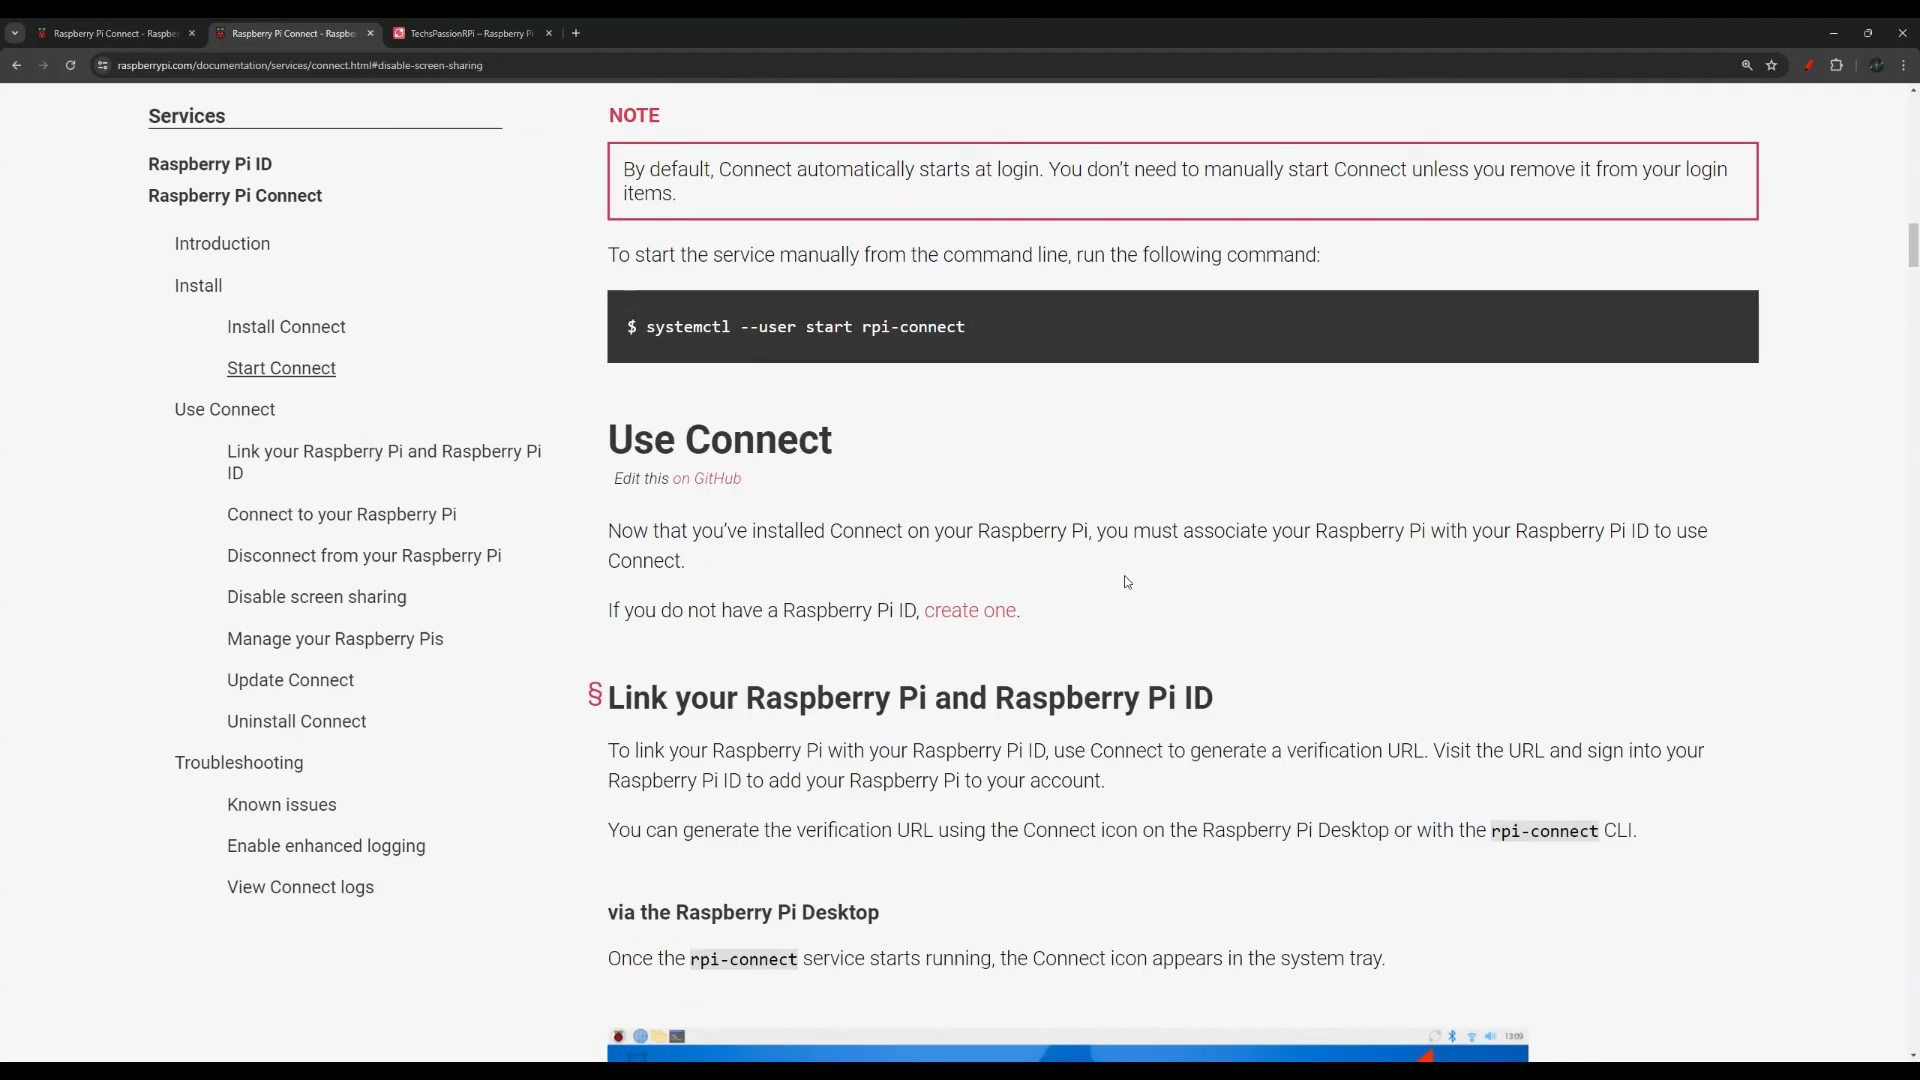 Raspberry Pi Connect - Raspbe
Raspberry Pi Connect - Raspbe
TechsPassionRPi – Raspberry Pi
raspberrypi.com/documentation/services/connect.html#disable-screen-sharing
Services
Raspberry Pi ID
Raspberry Pi Connect
Introduction
Install
Install Connect
Start Connect
Use Connect
Link your Raspberry Pi and Raspberry Pi
ID
Connect to your Raspberry Pi
Disconnect from your Raspberry Pi
Disable screen sharing
Manage your Raspberry Pis
Update Connect
Uninstall Connect
Troubleshooting
Known issues
Enable enhanced logging
View Connect logs
NOTE
By default, Connect automatically starts at login. You don’t need to manually start Connect unless you remove it from your login
items.
To start the service manually from the command line, run the following command:
$ systemctl --user start rpi-connect
Use Connect
Edit this on GitHub
Now that you’ve installed Connect on your Raspberry Pi, you must associate your Raspberry Pi with your Raspberry Pi ID to use
Connect.
If you do not have a Raspberry Pi ID, create one.
§ Link your Raspberry Pi and Raspberry Pi ID
To link your Raspberry Pi with your Raspberry Pi ID, use Connect to generate a verification URL. Visit the URL and sign into your
Raspberry Pi ID to add your Raspberry Pi to your account.
You can generate the verification URL using the Connect icon on the Raspberry Pi Desktop or with the rpi-connect CLI.
via the Raspberry Pi Desktop
Once the rpi-connect service starts running, the Connect icon appears in the system tray.
13:09